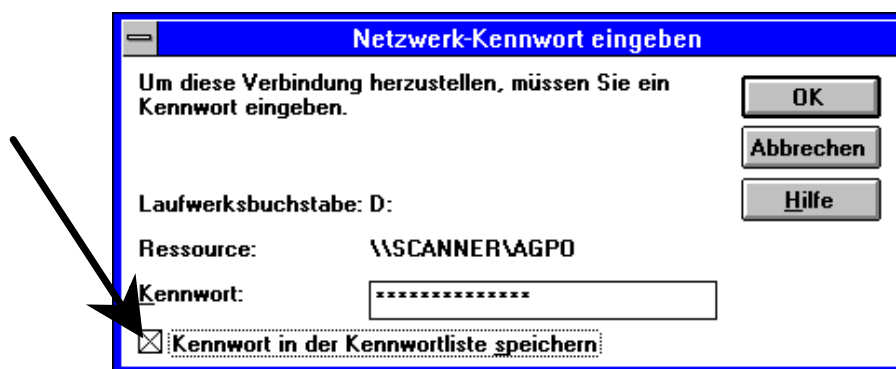 Netzwerk-Kennwort eingeben
Um diese Verbindung herzustellen, müssen Sie ein
Kennwort eingeben.
OK
Abbrechen
Laufwerksbuchstabe: D:
Hilfe
Ressource: \\SCANNER\AGPO
Kennwort: **************
Kennwort in der Kennwortliste speichern